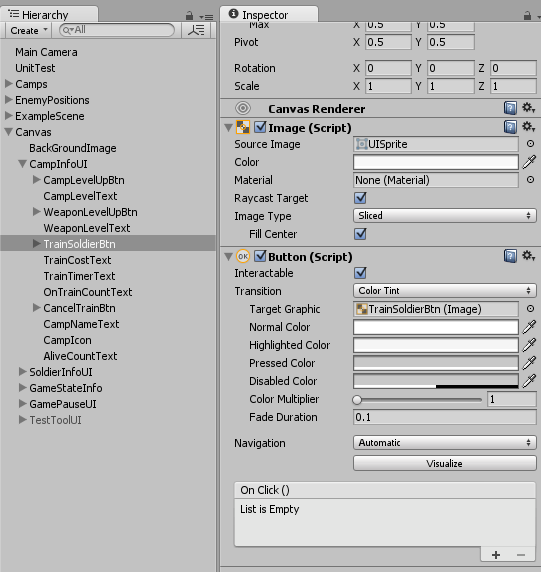 Hierarchy
Create
All
Main Camera
UnitTest
Camps
EnemyPositions
ExampleScene
Canvas
BackGroundImage
CampInfoUI
CampLevelUpBtn
CampLevelText
WeaponLevelUpBtn
WeaponLevelText
TrainSoldierBtn
TrainCostText
TrainTimerText
OnTrainCountText
CancelTrainBtn
CampNameText
CampIcon
AliveCountText
SoldierInfoUI
GameStateInfo
GamePauseUI
TestToolUI
Inspector
Max X 0.5 Y 0.5
Pivot X 0.5 Y 0.5
Rotation X 0 Y 0 Z 0
Scale X 1 Y 1 Z 1
Canvas Renderer
Image (Script)
Source Image UISprite
Color
Material None (Material)
Raycast Target
Image Type Sliced
Fill Center
OK Button (Script)
Interactable
Transition Color Tint
Target Graphic TrainSoldierBtn (Image)
Normal Color
Highlighted Color
Pressed Color
Disabled Color
Color Multiplier 1
Fade Duration 0.1
Navigation Automatic
Visualize
On Click ()
List is Empty